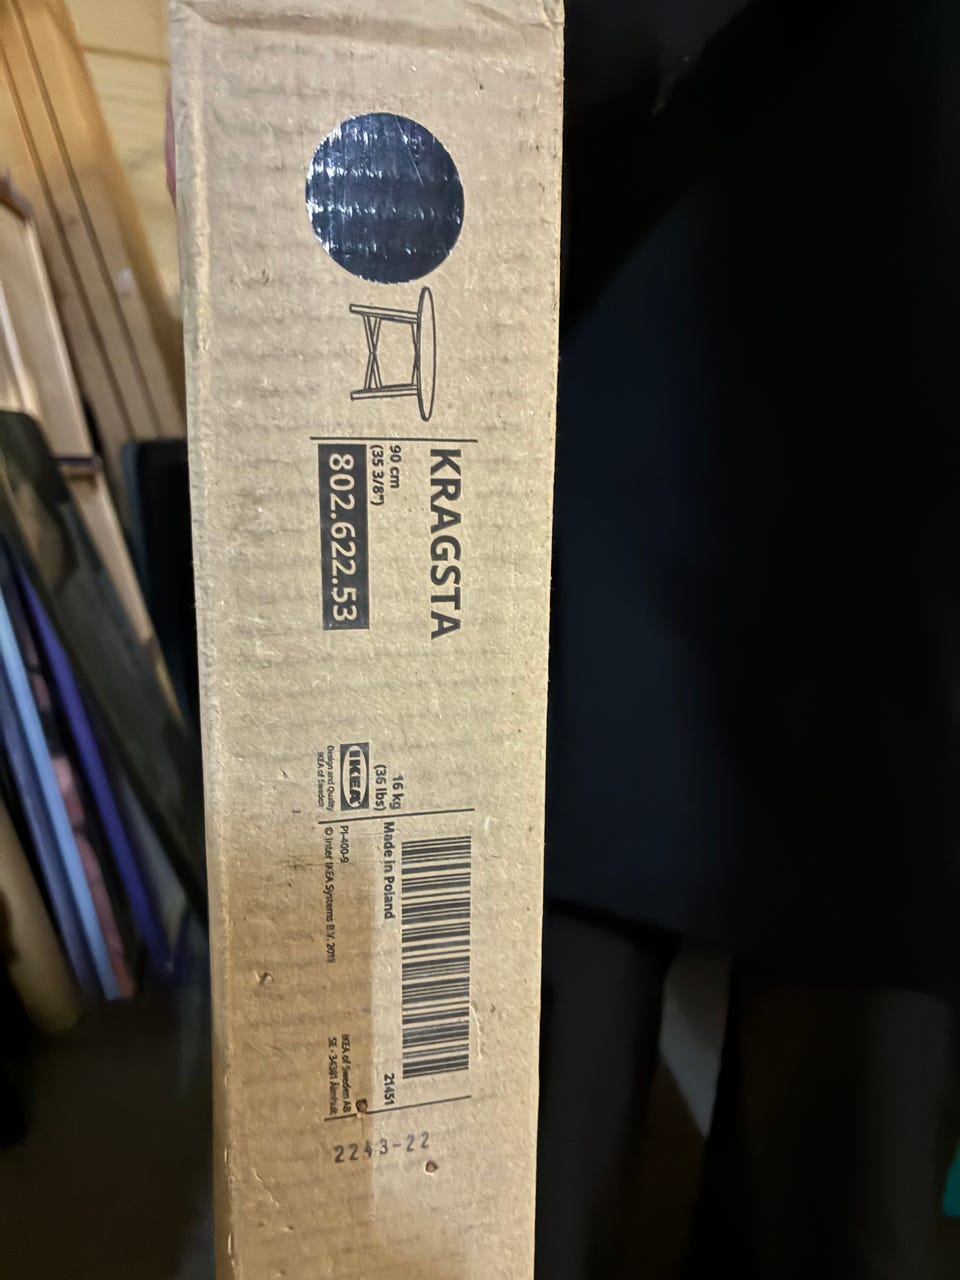 KRAGSTA
90 cm
(35 3/8")
802.622.53
16 kg
(36 lbs)
IKEA
Design and Quality
IKEA of Sweden
21451
Made in Poland
PI-400-9
© Inter IKEA Systems B.V. 2019
IKEA of Sweden AB
SE - 34381 Älmhult
2243-22